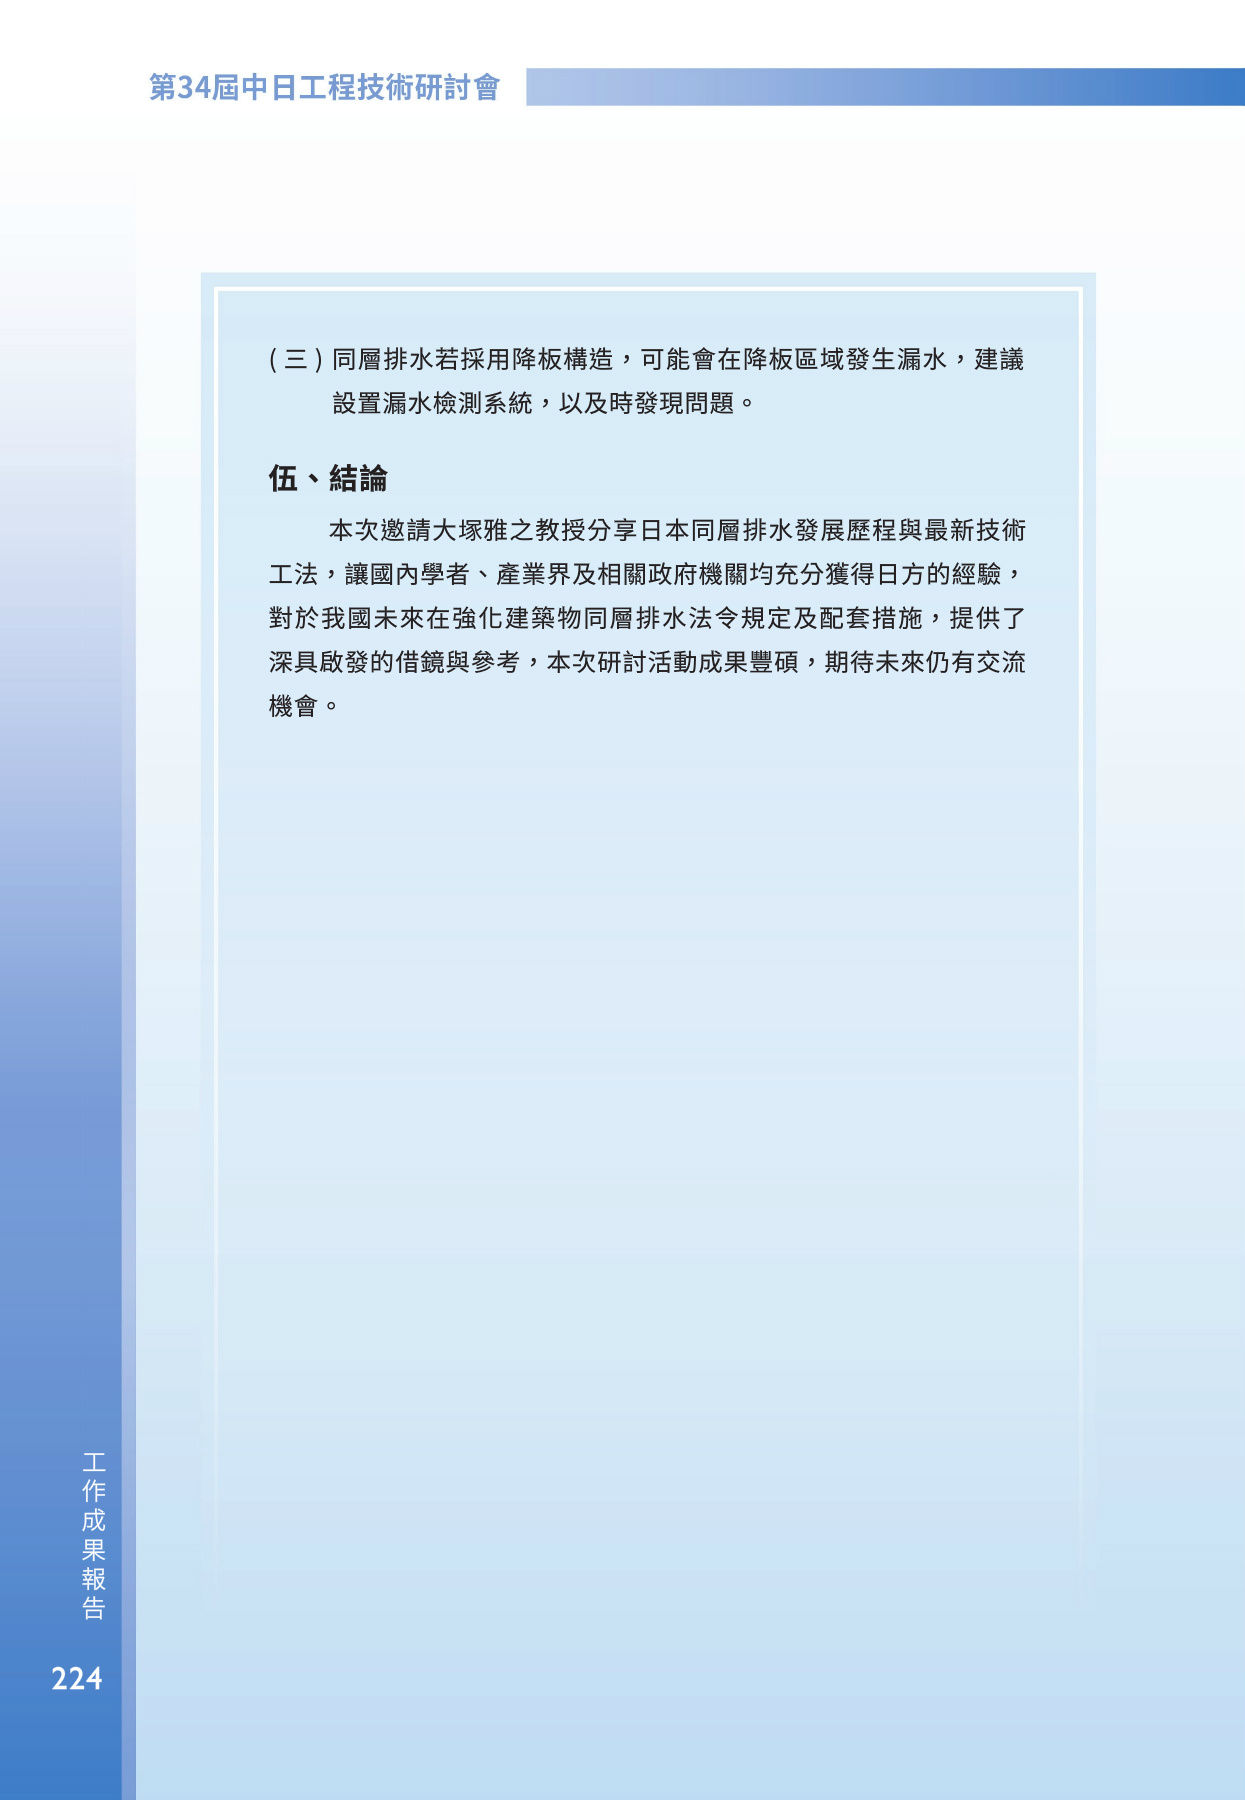 第34屆中日工程技術研討會
(三)同層排水若採用降板構造，可能會在降板區域發生漏水，建議
設置漏水檢測系統，以及時發現問題。
伍、結論
本次邀請大塚雅之教授分享日本同層排水發展歷程與最新技術
工法，讓國內學者、產業界及相關政府機關均充分獲得日方的經驗，
對於我國未來在強化建築物同層排水法令規定及配套措施，提供了
深具啟發的借鏡與參考，本次研討活動成果豐碩，期待未來仍有交流
機會。
工作成果報告
224